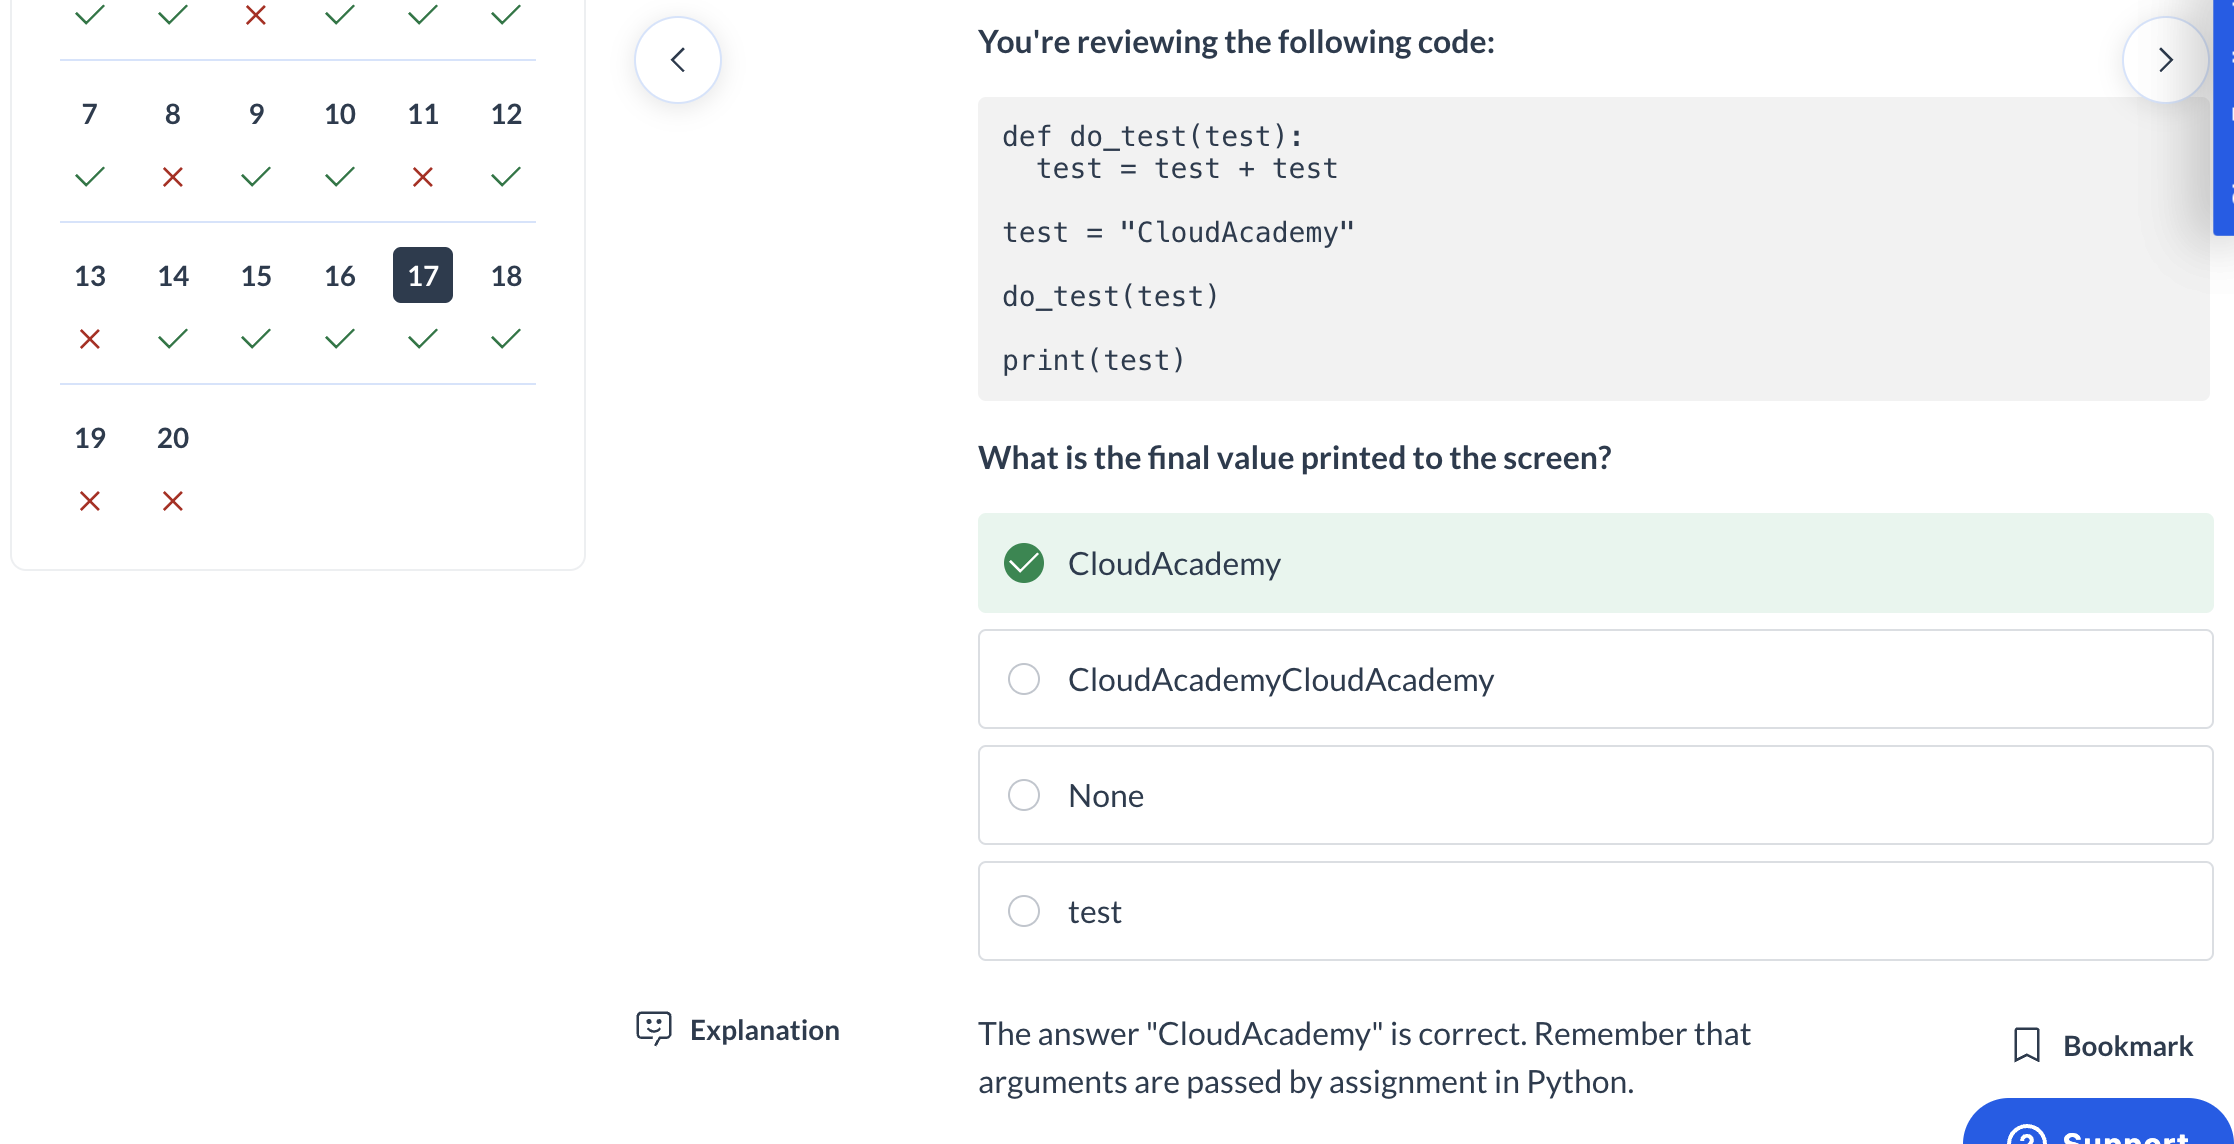 7 8 9 10 11 12
13 14 15 16 17 18
19 20
You're reviewing the following code:
def do_test(test):
  test = test + test
test = "CloudAcademy"
do_test(test)
print(test)
What is the final value printed to the screen?
CloudAcademy
CloudAcademyCloudAcademy
None
test
Explanation
The answer "CloudAcademy" is correct. Remember that
arguments are passed by assignment in Python.
Bookmark
Support